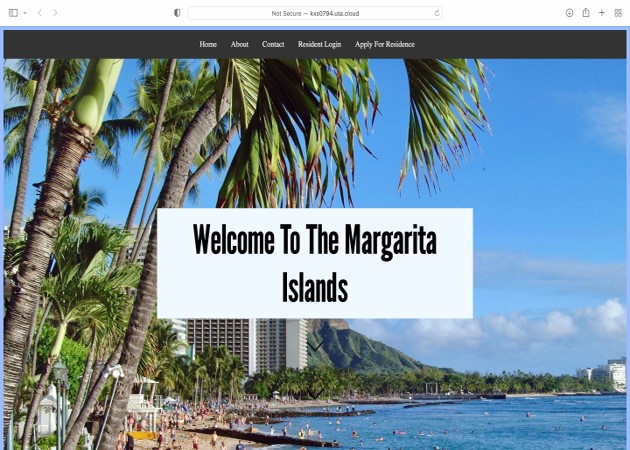 Not Secure — kxs0794.uta.cloud
Home About Contact Resident Login Apply For Residence
Welcome To The Margarita
Islands